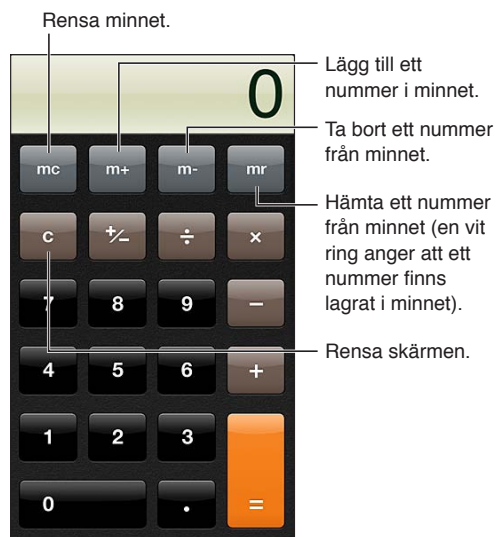 Rensa minnet.
Lägg till ett
nummer i minnet.
0
Ta bort ett nummer
från minnet.
mc m+ m- mr
Hämta ett nummer
från minnet (en vit
ring anger att ett
nummer finns
lagrat i minnet).
c +/− ÷ ×
7 8 9 −
Rensa skärmen.
4 5 6 +
1 2 3
0 . =